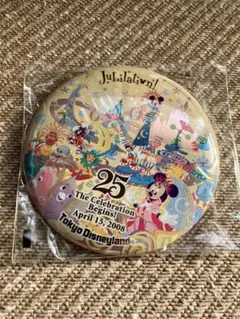 Jubilation!
25
The Celebration
Begins!
April 15, 2008
Tokyo Disneyland